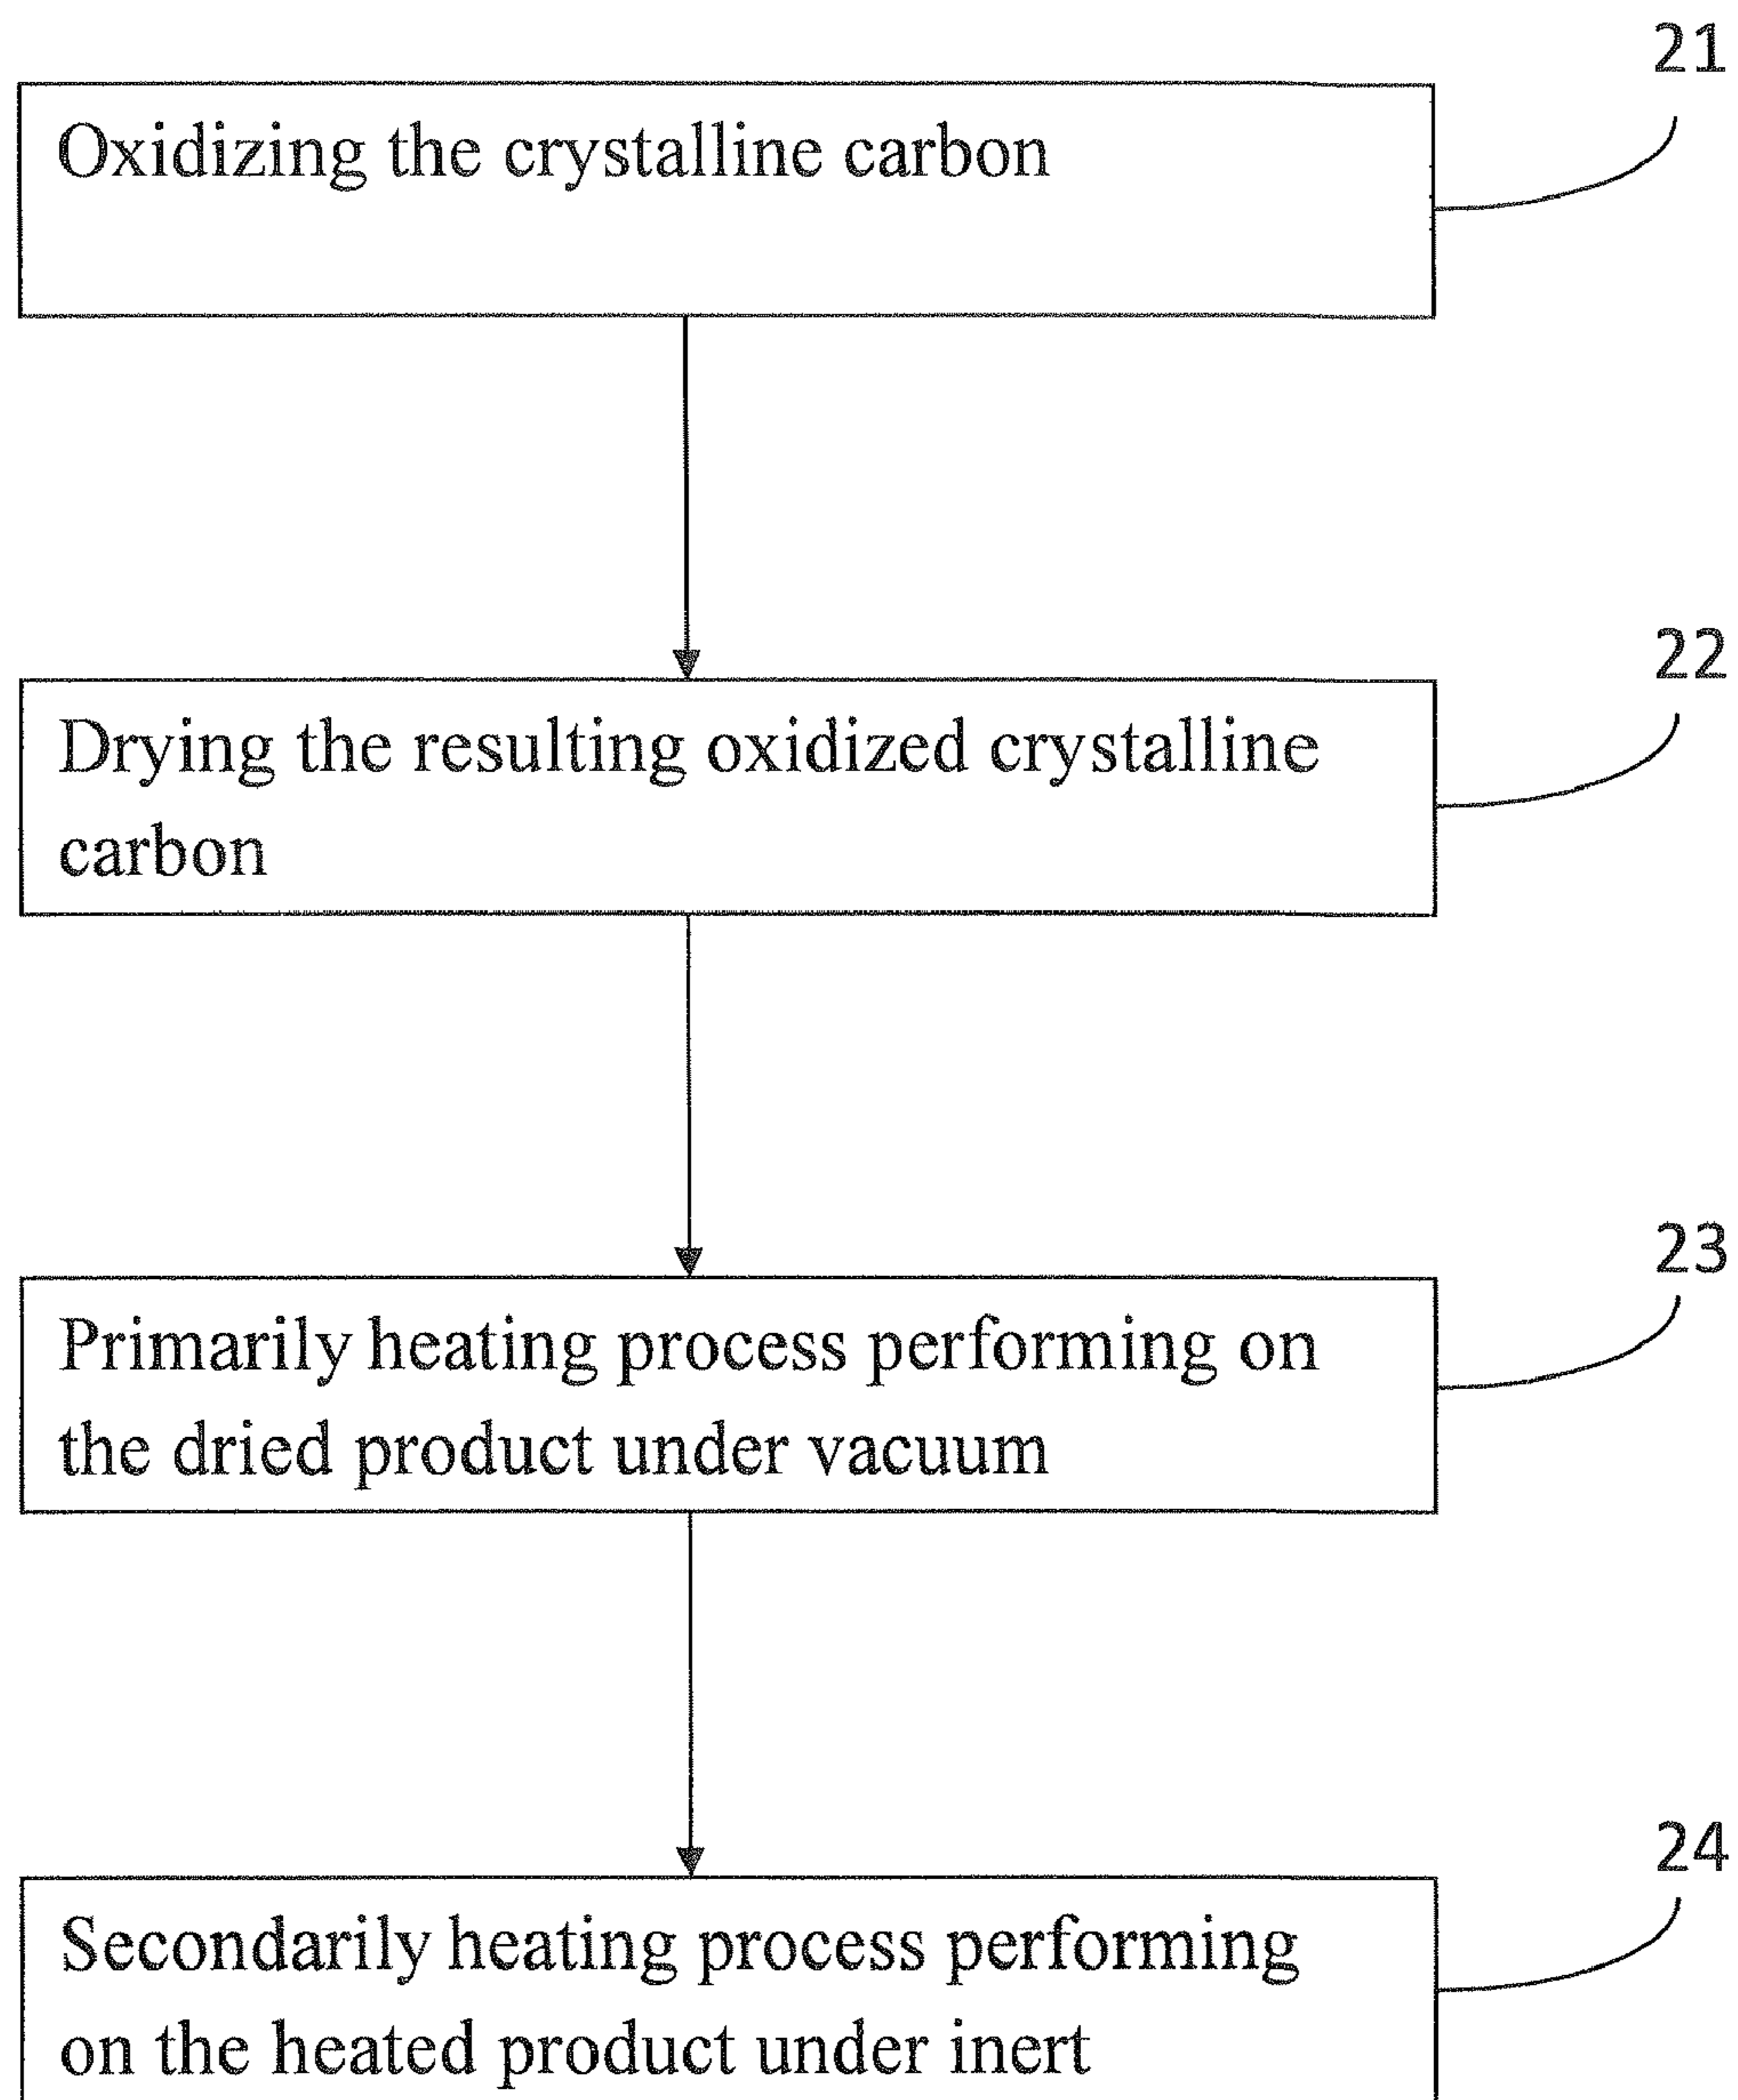 21
Oxidizing the crystalline carbon
22
Drying the resulting oxidized crystalline
carbon
23
Primarily heating process performing on
the dried product under vacuum
24
Secondarily heating process performing
on the heated product under inert